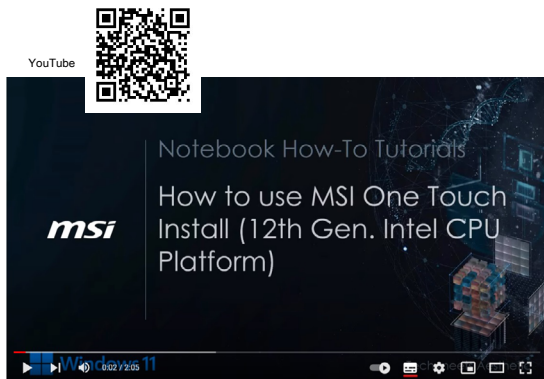 YouTube
Notebook How-To Tutorials
msi
How to use MSI One Touch
Install (12th Gen. Intel CPU
Platform)
Windows 11
0:02 / 2:05